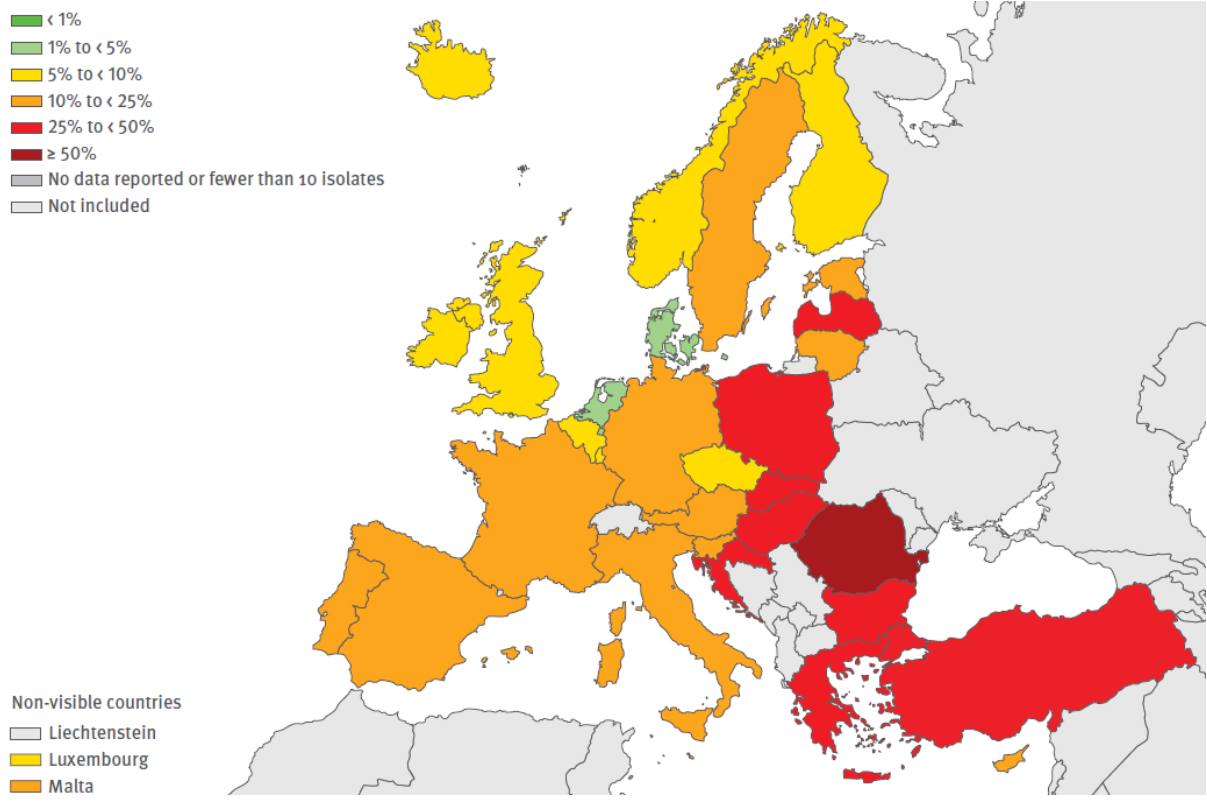 < 1%
1% to < 5%
5% to < 10%
10% to < 25%
25% to < 50%
≥ 50%
No data reported or fewer than 10 isolates
Not included
Non-visible countries
Liechtenstein
Luxembourg
Malta